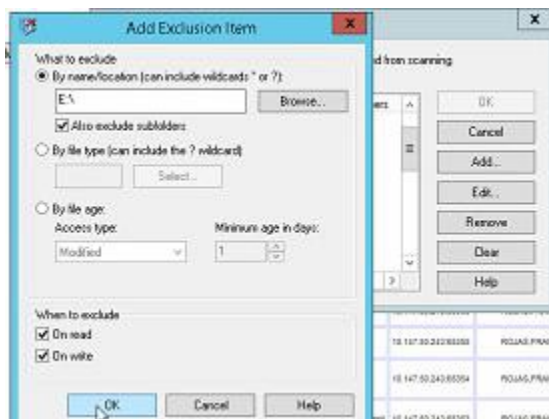 Add Exclusion Item
What to exclude
By name/location (can include wildcards * or ?):
E:\
Browse...
Also exclude subfolders
By file type (can include the ? wildcard)
Select...
By file age:
Access type:
Minimum age in days:
Modified
1
When to exclude
On read
On write
OK
Cancel
Help
d from scanning
ers
OK
Cancel
Add...
Edit...
Remove
Clear
Help